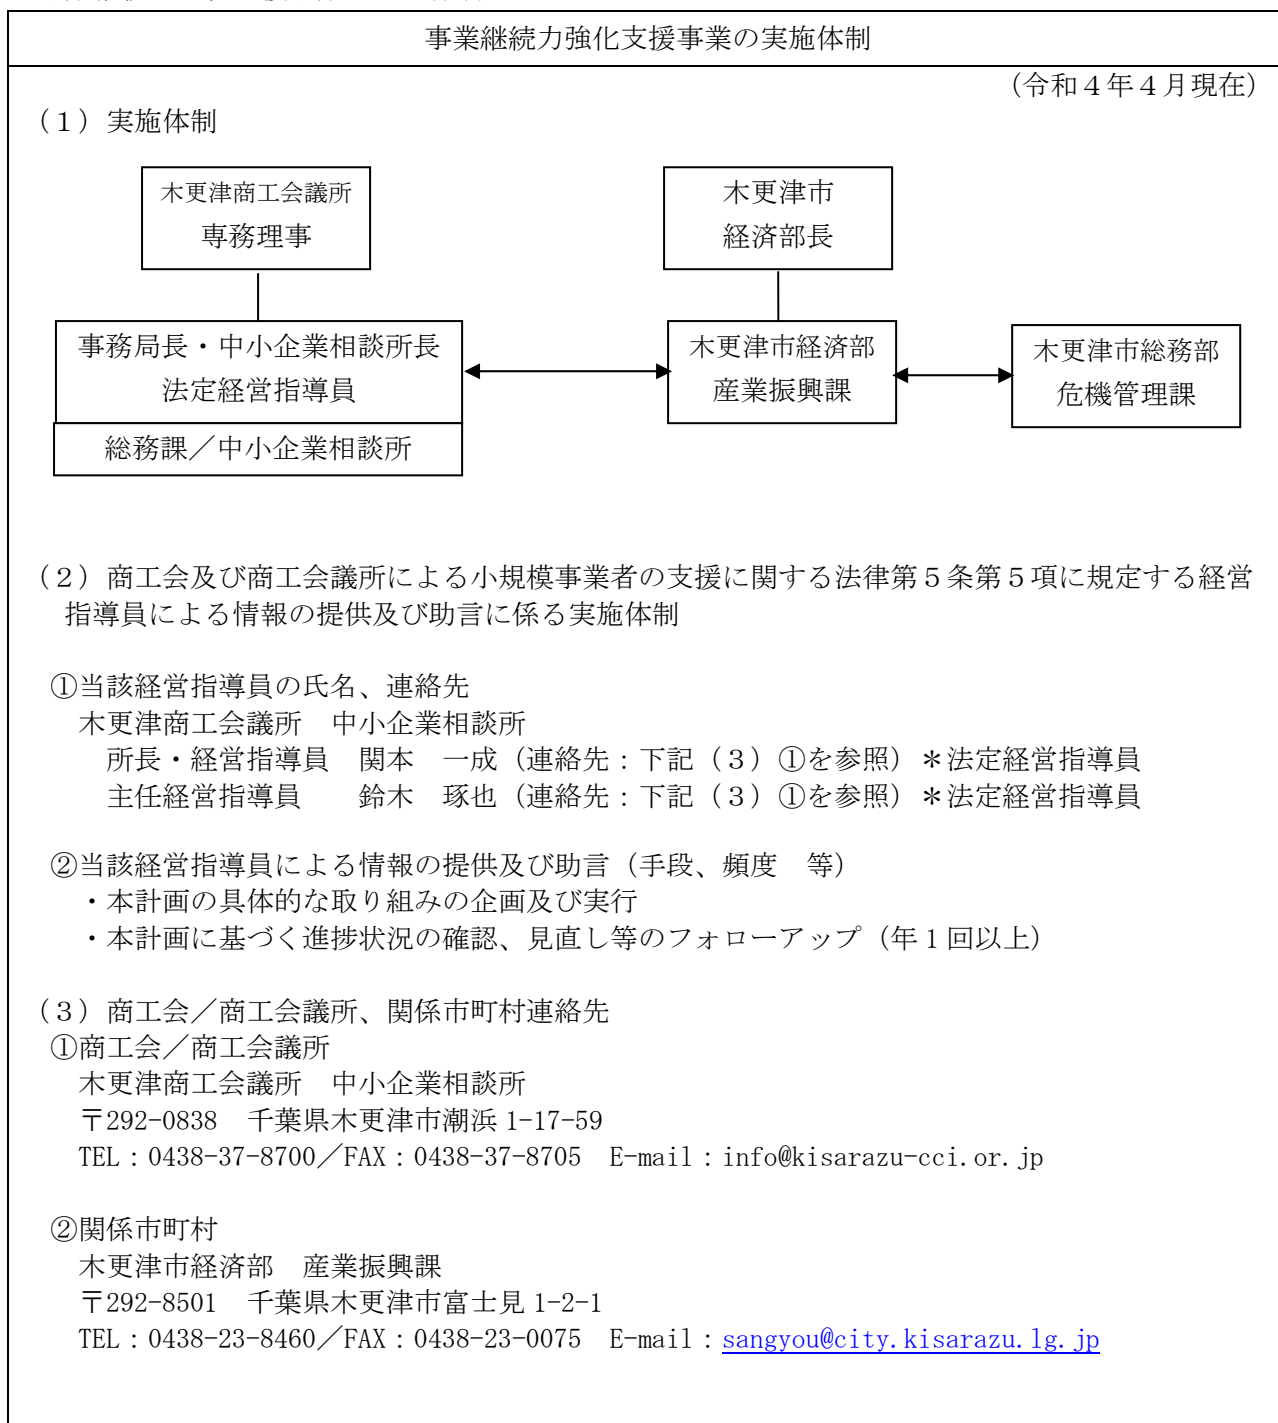 事業継続力強化支援事業の実施体制
（令和４年４月現在）
（１）実施体制
木更津商工会議所
専務理事
木更津市
経済部長
事務局長・中小企業相談所長
法定経営指導員
総務課／中小企業相談所
木更津市経済部
産業振興課
木更津市総務部
危機管理課
（２）商工会及び商工会議所による小規模事業者の支援に関する法律第５条第５項に規定する経営
指導員による情報の提供及び助言に係る実施体制
①当該経営指導員の氏名、連絡先
木更津商工会議所　中小企業相談所
所長・経営指導員　関本　一成（連絡先：下記（３）①を参照）＊法定経営指導員
主任経営指導員　　鈴木　琢也（連絡先：下記（３）①を参照）＊法定経営指導員
②当該経営指導員による情報の提供及び助言（手段、頻度　等）
・本計画の具体的な取り組みの企画及び実行
・本計画に基づく進捗状況の確認、見直し等のフォローアップ（年１回以上）
（３）商工会／商工会議所、関係市町村連絡先
①商工会／商工会議所
木更津商工会議所　中小企業相談所
〒292-0838　千葉県木更津市潮浜 1-17-59
TEL：0438-37-8700／FAX：0438-37-8705　E-mail：info@kisarazu-cci.or.jp
②関係市町村
木更津市経済部　産業振興課
〒292-8501　千葉県木更津市富士見 1-2-1
TEL：0438-23-8460／FAX：0438-23-0075　E-mail：sangyou@city.kisarazu.lg.jp